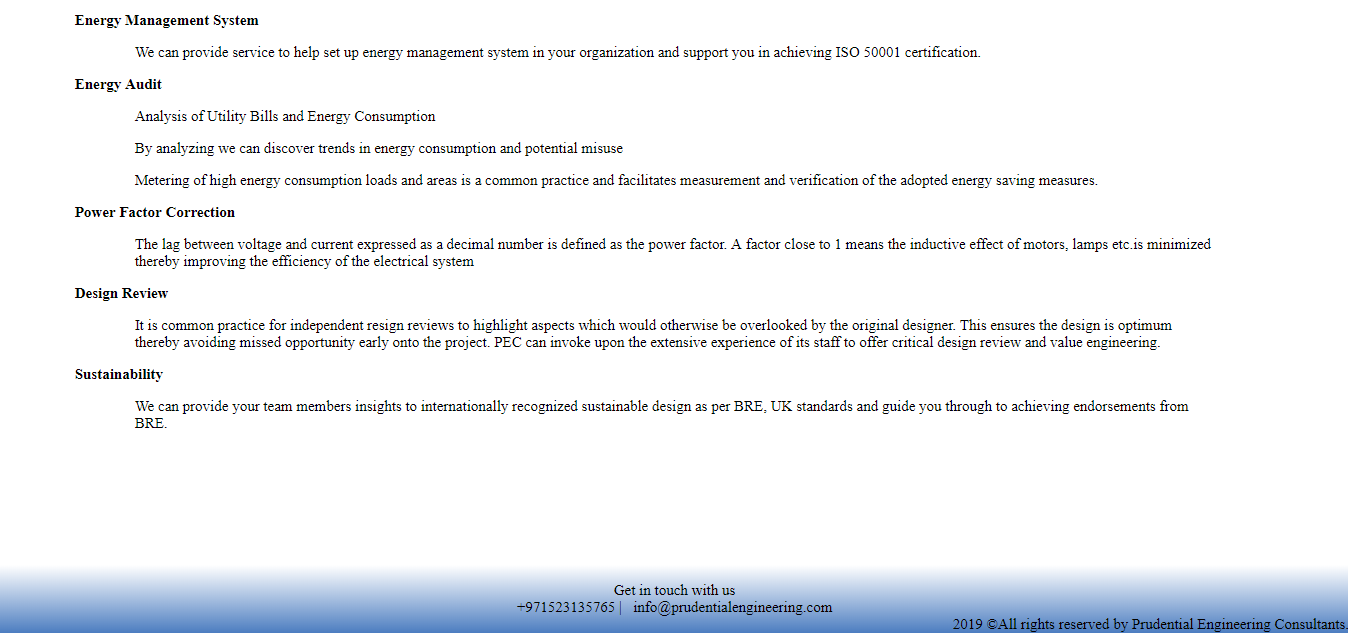 Energy Management System
We can provide service to help set up energy management system in your organization and support you in achieving ISO 50001 certification.
Energy Audit
Analysis of Utility Bills and Energy Consumption
By analyzing we can discover trends in energy consumption and potential misuse
Metering of high energy consumption loads and areas is a common practice and facilitates measurement and verification of the adopted energy saving measures.
Power Factor Correction
The lag between voltage and current expressed as a decimal number is defined as the power factor. A factor close to 1 means the inductive effect of motors, lamps etc.is minimized
thereby improving the efficiency of the electrical system
Design Review
It is common practice for independent resign reviews to highlight aspects which would otherwise be overlooked by the original designer. This ensures the design is optimum
thereby avoiding missed opportunity early onto the project. PEC can invoke upon the extensive experience of its staff to offer critical design review and value engineering.
Sustainability
We can provide your team members insights to internationally recognized sustainable design as per BRE, UK standards and guide you through to achieving endorsements from
BRE.
Get in touch with us
+971523135765 | info@prudentialengineering.com
2019 ©All rights reserved by Prudential Engineering Consultants.